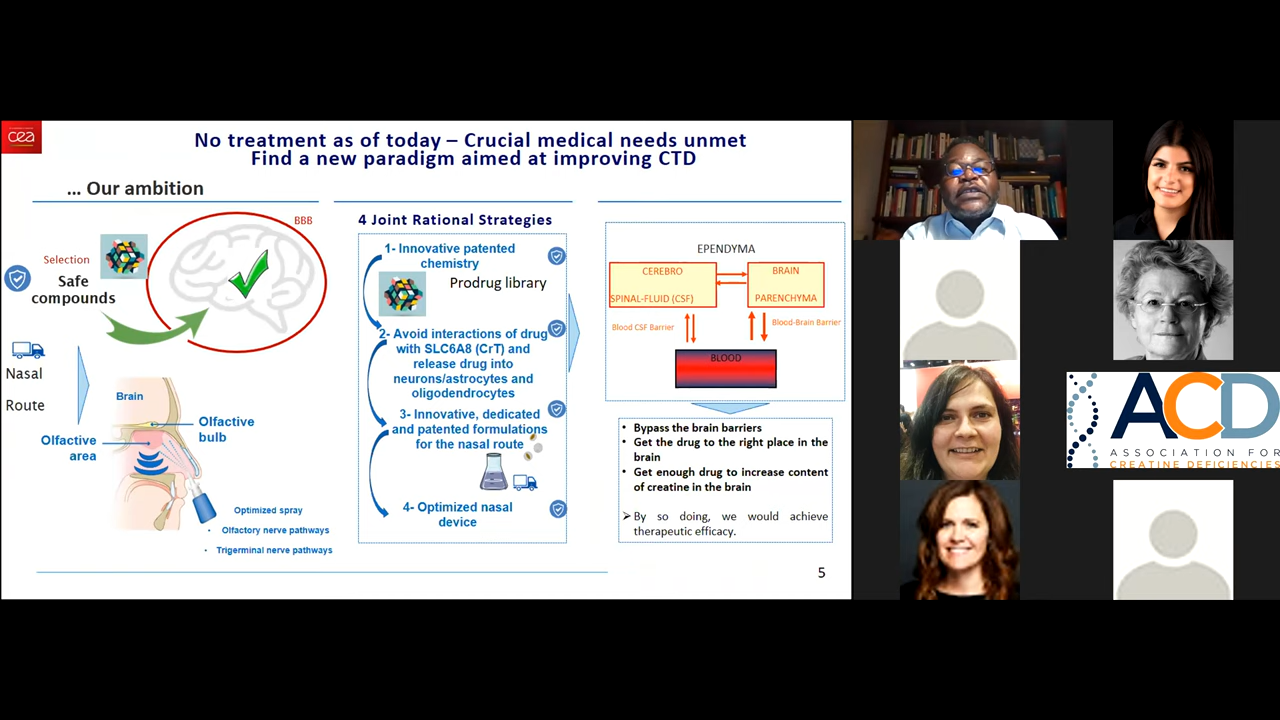 cea
No treatment as of today – Crucial medical needs unmet
Find a new paradigm aimed at improving CTD
... Our ambition
BBB
Selection
Safe
compounds
Nasal
Route
Brain
Olfactive
bulb
Olfactive
area
Optimized spray
• Olfactory nerve pathways
• Trigerminal nerve pathways
4 Joint Rational Strategies
1- Innovative patented
chemistry
Prodrug library
2- Avoid interactions of drug
with SLC6A8 (CrT) and
release drug into
neurons/astrocytes and
oligodendrocytes
3- Innovative, dedicated
and patented formulations
for the nasal route
4- Optimized nasal
device
EPENDYMA
CEREBRO
SPINAL-FLUID (CSF)
BRAIN
PARENCHYMA
Blood CSF Barrier
Blood-Brain Barrier
BLOOD
• Bypass the brain barriers
• Get the drug to the right place in the
brain
• Get enough drug to increase content
of creatine in the brain
➢ By so doing, we would achieve
therapeutic efficacy.
5
ACD
ASSOCIATION FOR
CREATINE DEFICIENCIES